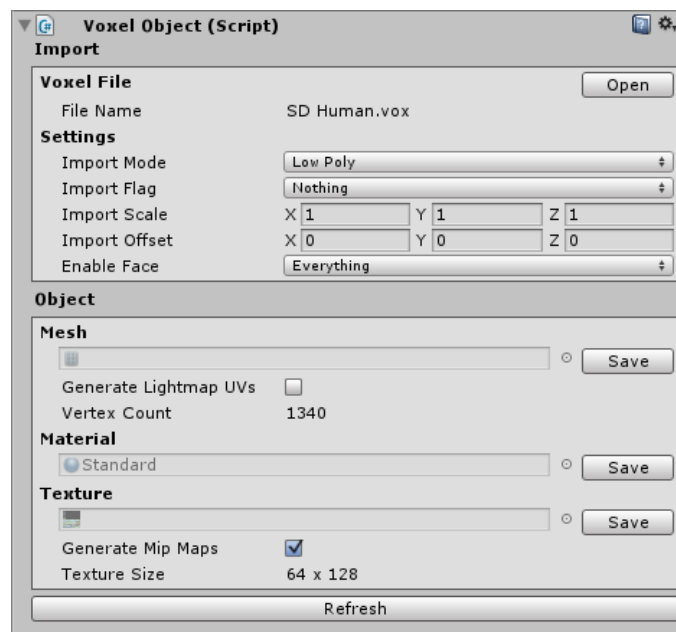 Voxel Object (Script)
Import
Voxel File
Open
File Name SD Human.vox
Settings
Import Mode Low Poly
Import Flag Nothing
Import Scale X 1 Y 1 Z 1
Import Offset X 0 Y 0 Z 0
Enable Face Everything
Object
Mesh
Save
Generate Lightmap UVs
Vertex Count 1340
Material
Standard Save
Texture
Save
Generate Mip Maps
Texture Size 64 x 128
Refresh